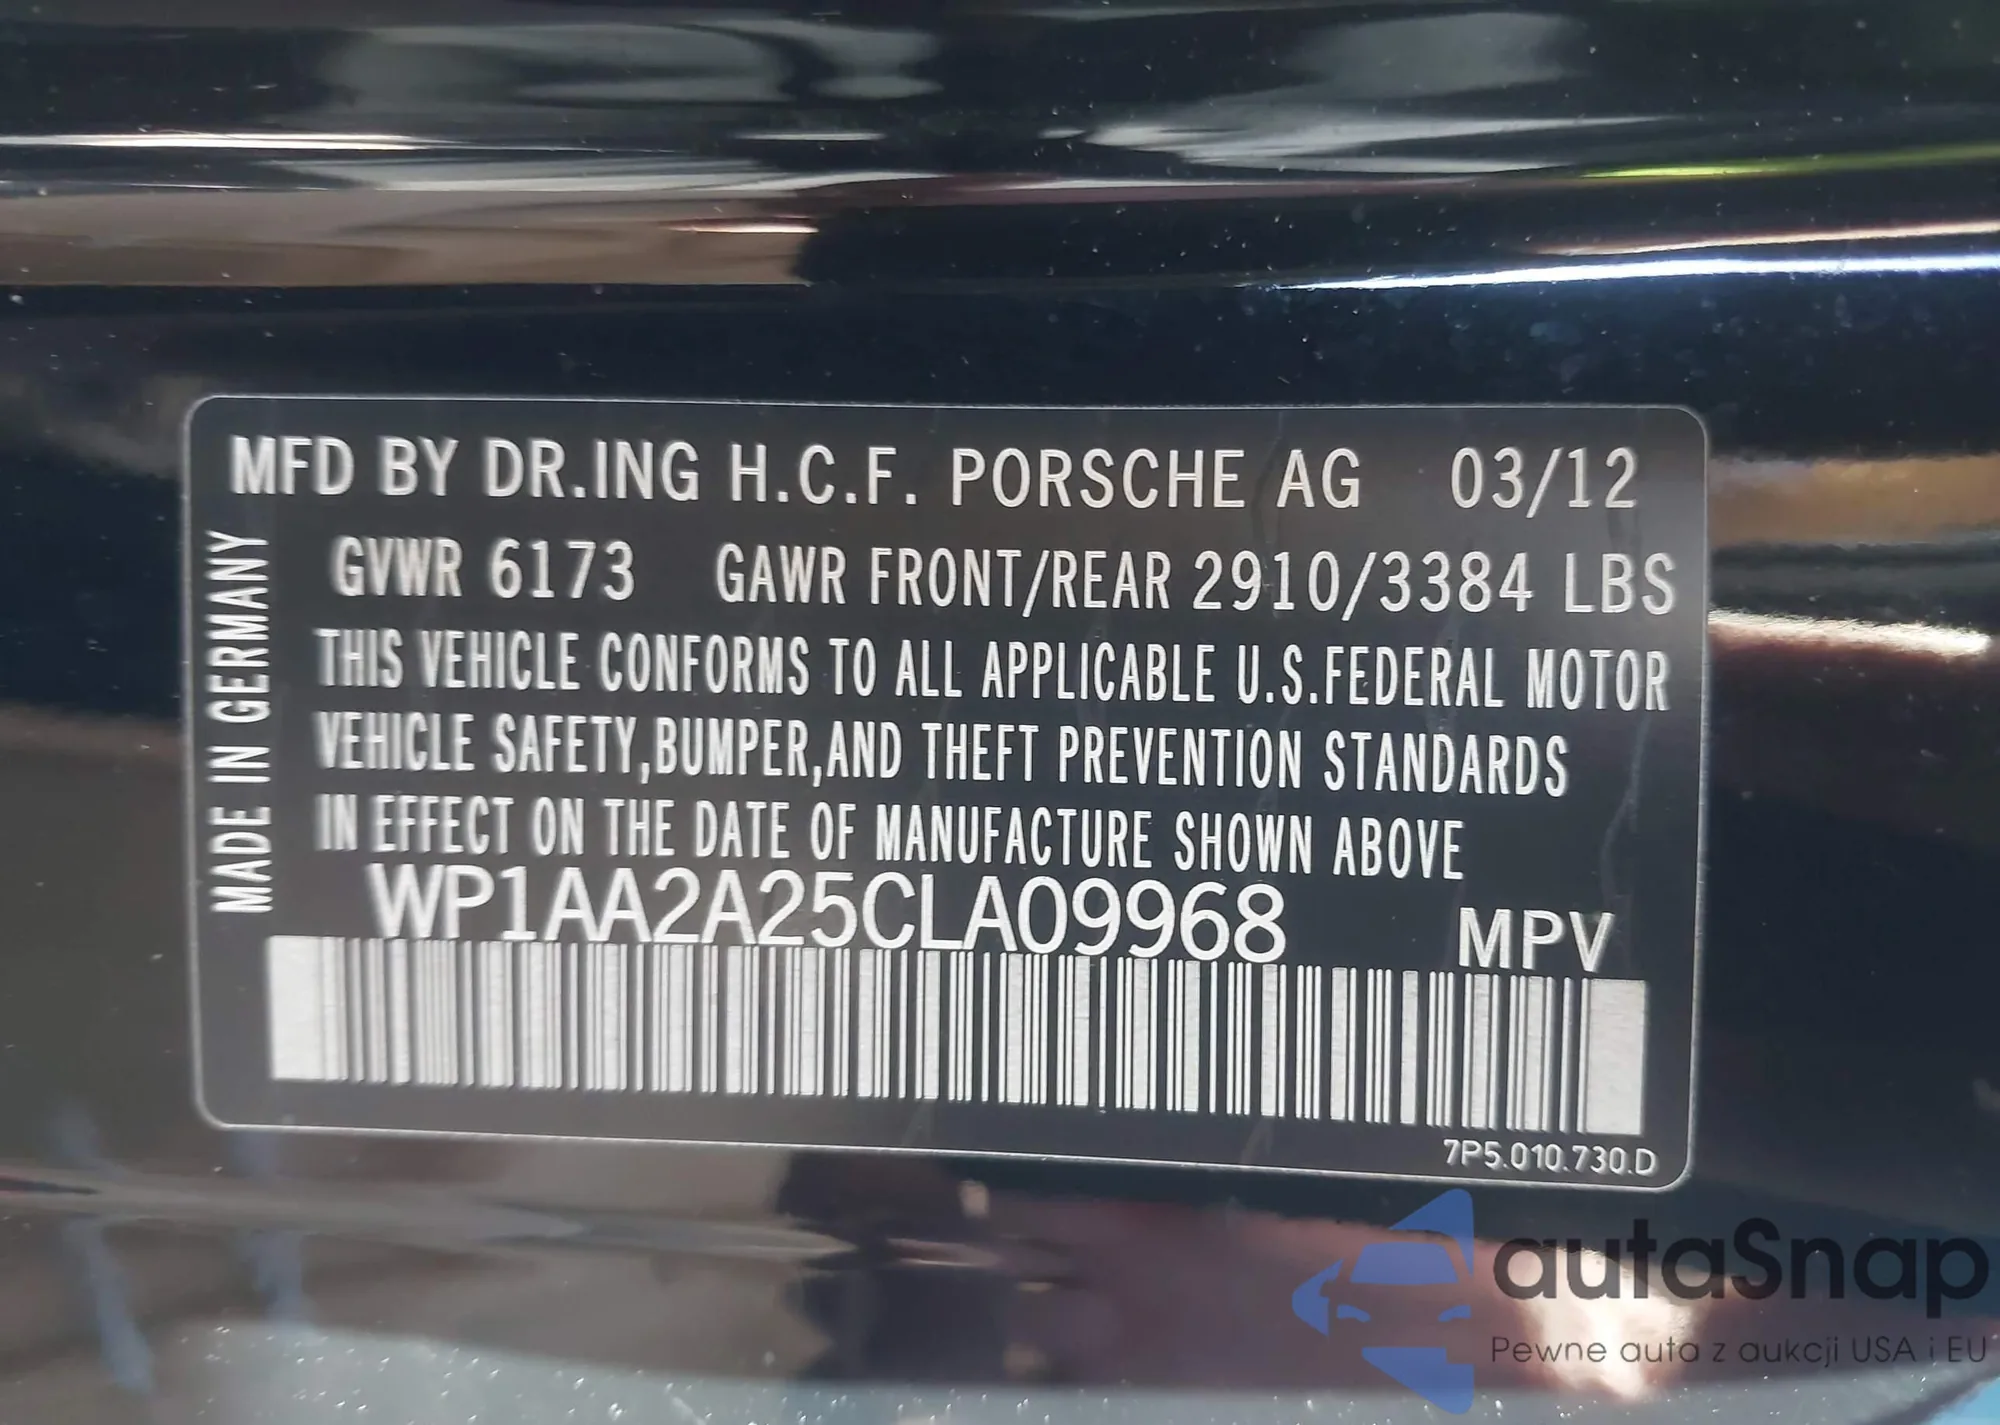 MFD BY DR.ING H.C.F. PORSCHE AG 03/12
GVWR 6173 GAWR FRONT/REAR 2910/3384 LBS
THIS VEHICLE CONFORMS TO ALL APPLICABLE U.S.FEDERAL MOTOR
VEHICLE SAFETY,BUMPER,AND THEFT PREVENTION STANDARDS
IN EFFECT ON THE DATE OF MANUFACTURE SHOWN ABOVE
WP1AA2A25CLA09968 MPV
7P5.010.730.D
MADE IN GERMANY
autaSnap
Pewne auta z aukcji USA i EU